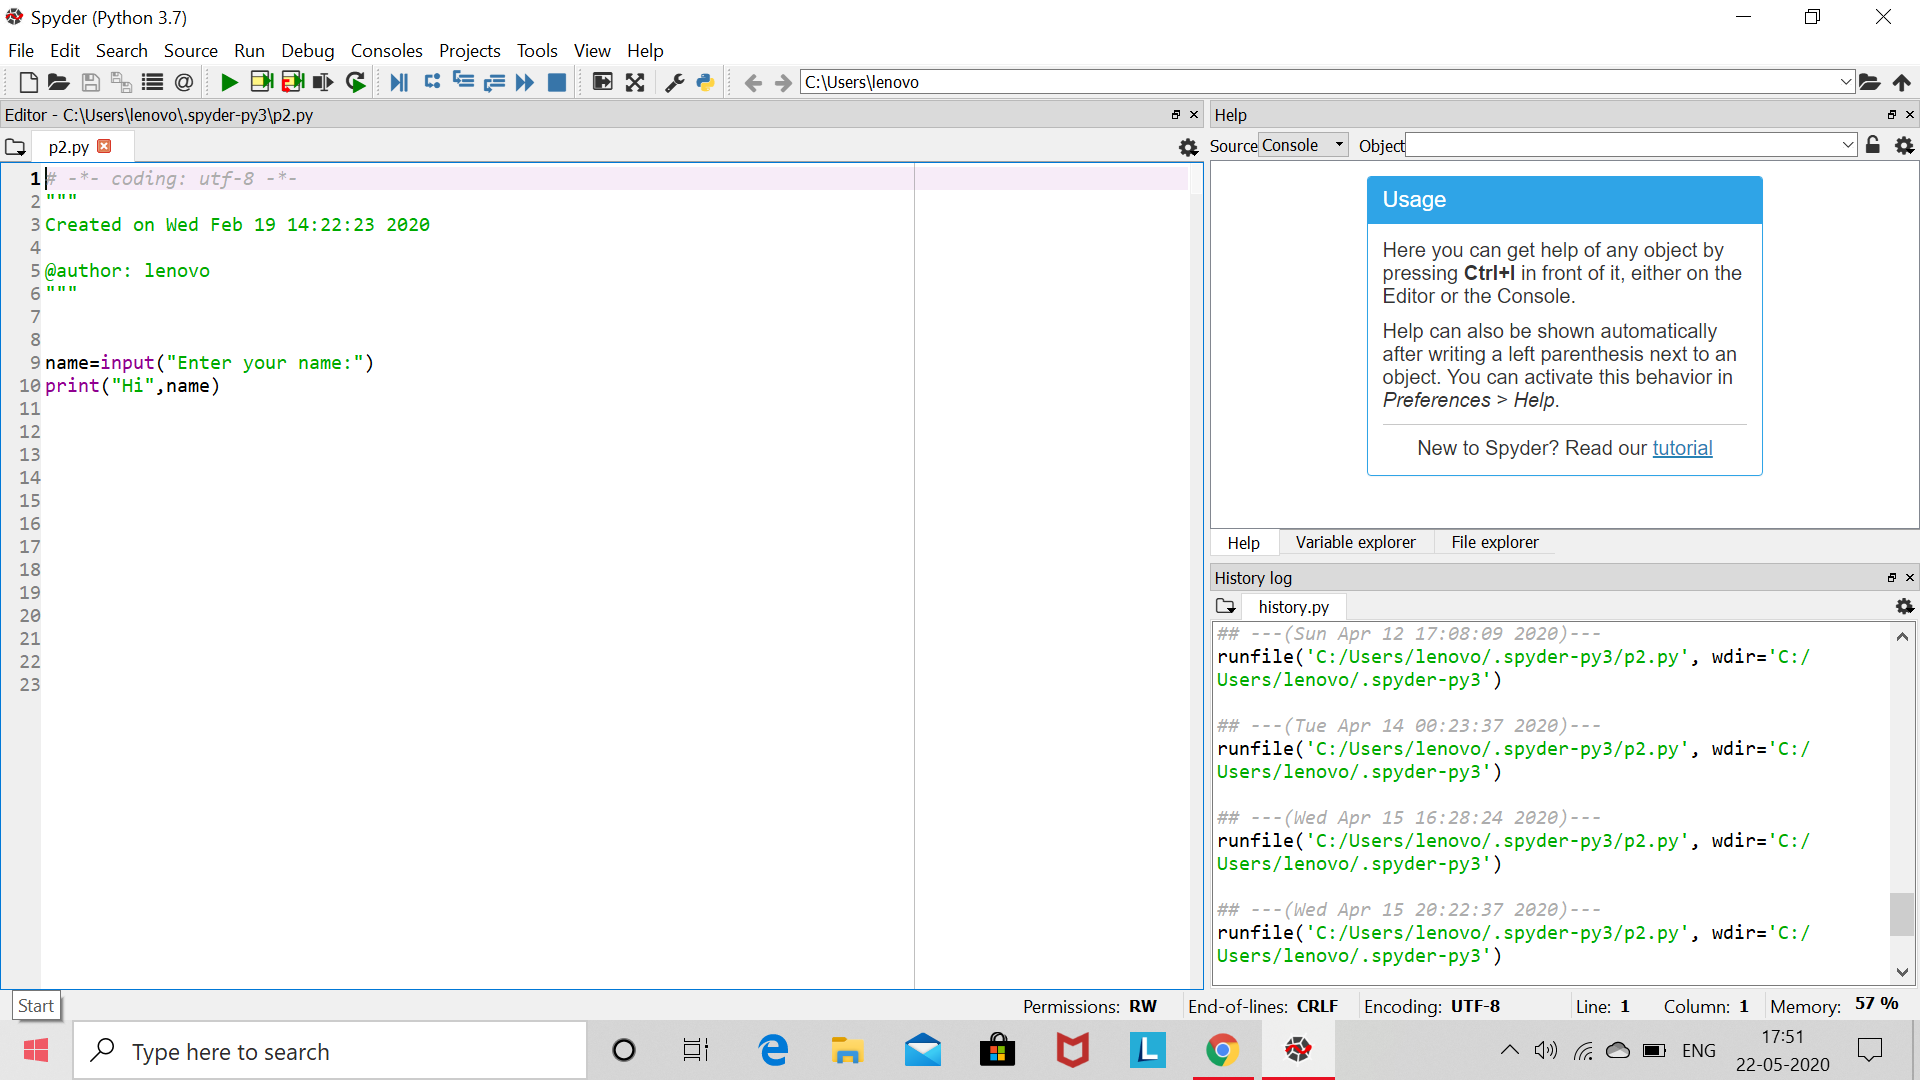 Spyder (Python 3.7)
File Edit Search Source Run Debug Consoles Projects Tools View Help
C:\Users\lenovo
Editor - C:\Users\lenovo\.spyder-py3\p2.py
p2.py
1 # -*- coding: utf-8 -*-
2 """
3 Created on Wed Feb 19 14:22:23 2020
4
5 @author: lenovo
6 """
7
8
9 name=input("Enter your name:")
10 print("Hi",name)
11
12
13
14
15
16
17
18
19
20
21
22
23
Help
Source Console Object
Usage
Here you can get help of any object by
pressing Ctrl+I in front of it, either on the
Editor or the Console.
Help can also be shown automatically
after writing a left parenthesis next to an
object. You can activate this behavior in
Preferences > Help.
New to Spyder? Read our tutorial
Help Variable explorer File explorer
History log
history.py
## ---(Sun Apr 12 17:08:09 2020)---
runfile('C:/Users/lenovo/.spyder-py3/p2.py', wdir='C:/
Users/lenovo/.spyder-py3')
## ---(Tue Apr 14 00:23:37 2020)---
runfile('C:/Users/lenovo/.spyder-py3/p2.py', wdir='C:/
Users/lenovo/.spyder-py3')
## ---(Wed Apr 15 16:28:24 2020)---
runfile('C:/Users/lenovo/.spyder-py3/p2.py', wdir='C:/
Users/lenovo/.spyder-py3')
## ---(Wed Apr 15 20:22:37 2020)---
runfile('C:/Users/lenovo/.spyder-py3/p2.py', wdir='C:/
Users/lenovo/.spyder-py3')
Start
Permissions: RW End-of-lines: CRLF Encoding: UTF-8 Line: 1 Column: 1 Memory: 57 %
Type here to search
L
ENG
17:51
22-05-2020